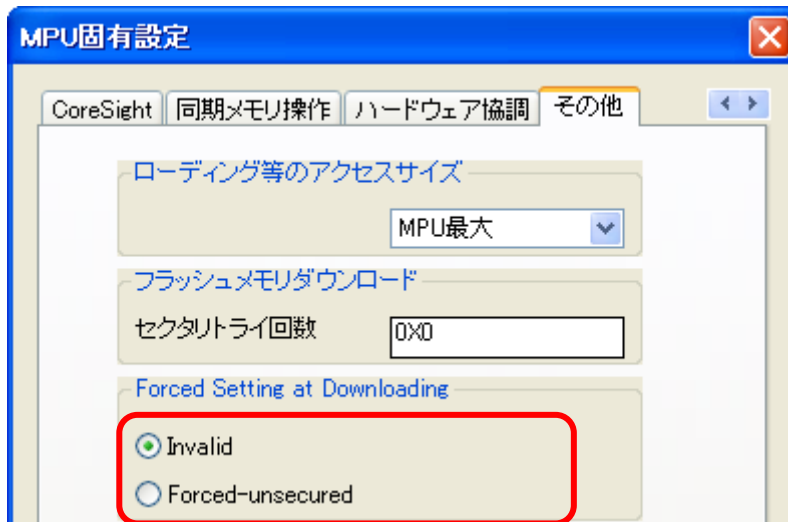 MPU固有設定
CoreSight 同期メモリ操作 ハードウェア協調 その他
ローディング等のアクセスサイズ
MPU最大
フラッシュメモリダウンロード
セクタリトライ回数 0X0
Forced Setting at Downloading
Invalid
Forced-unsecured